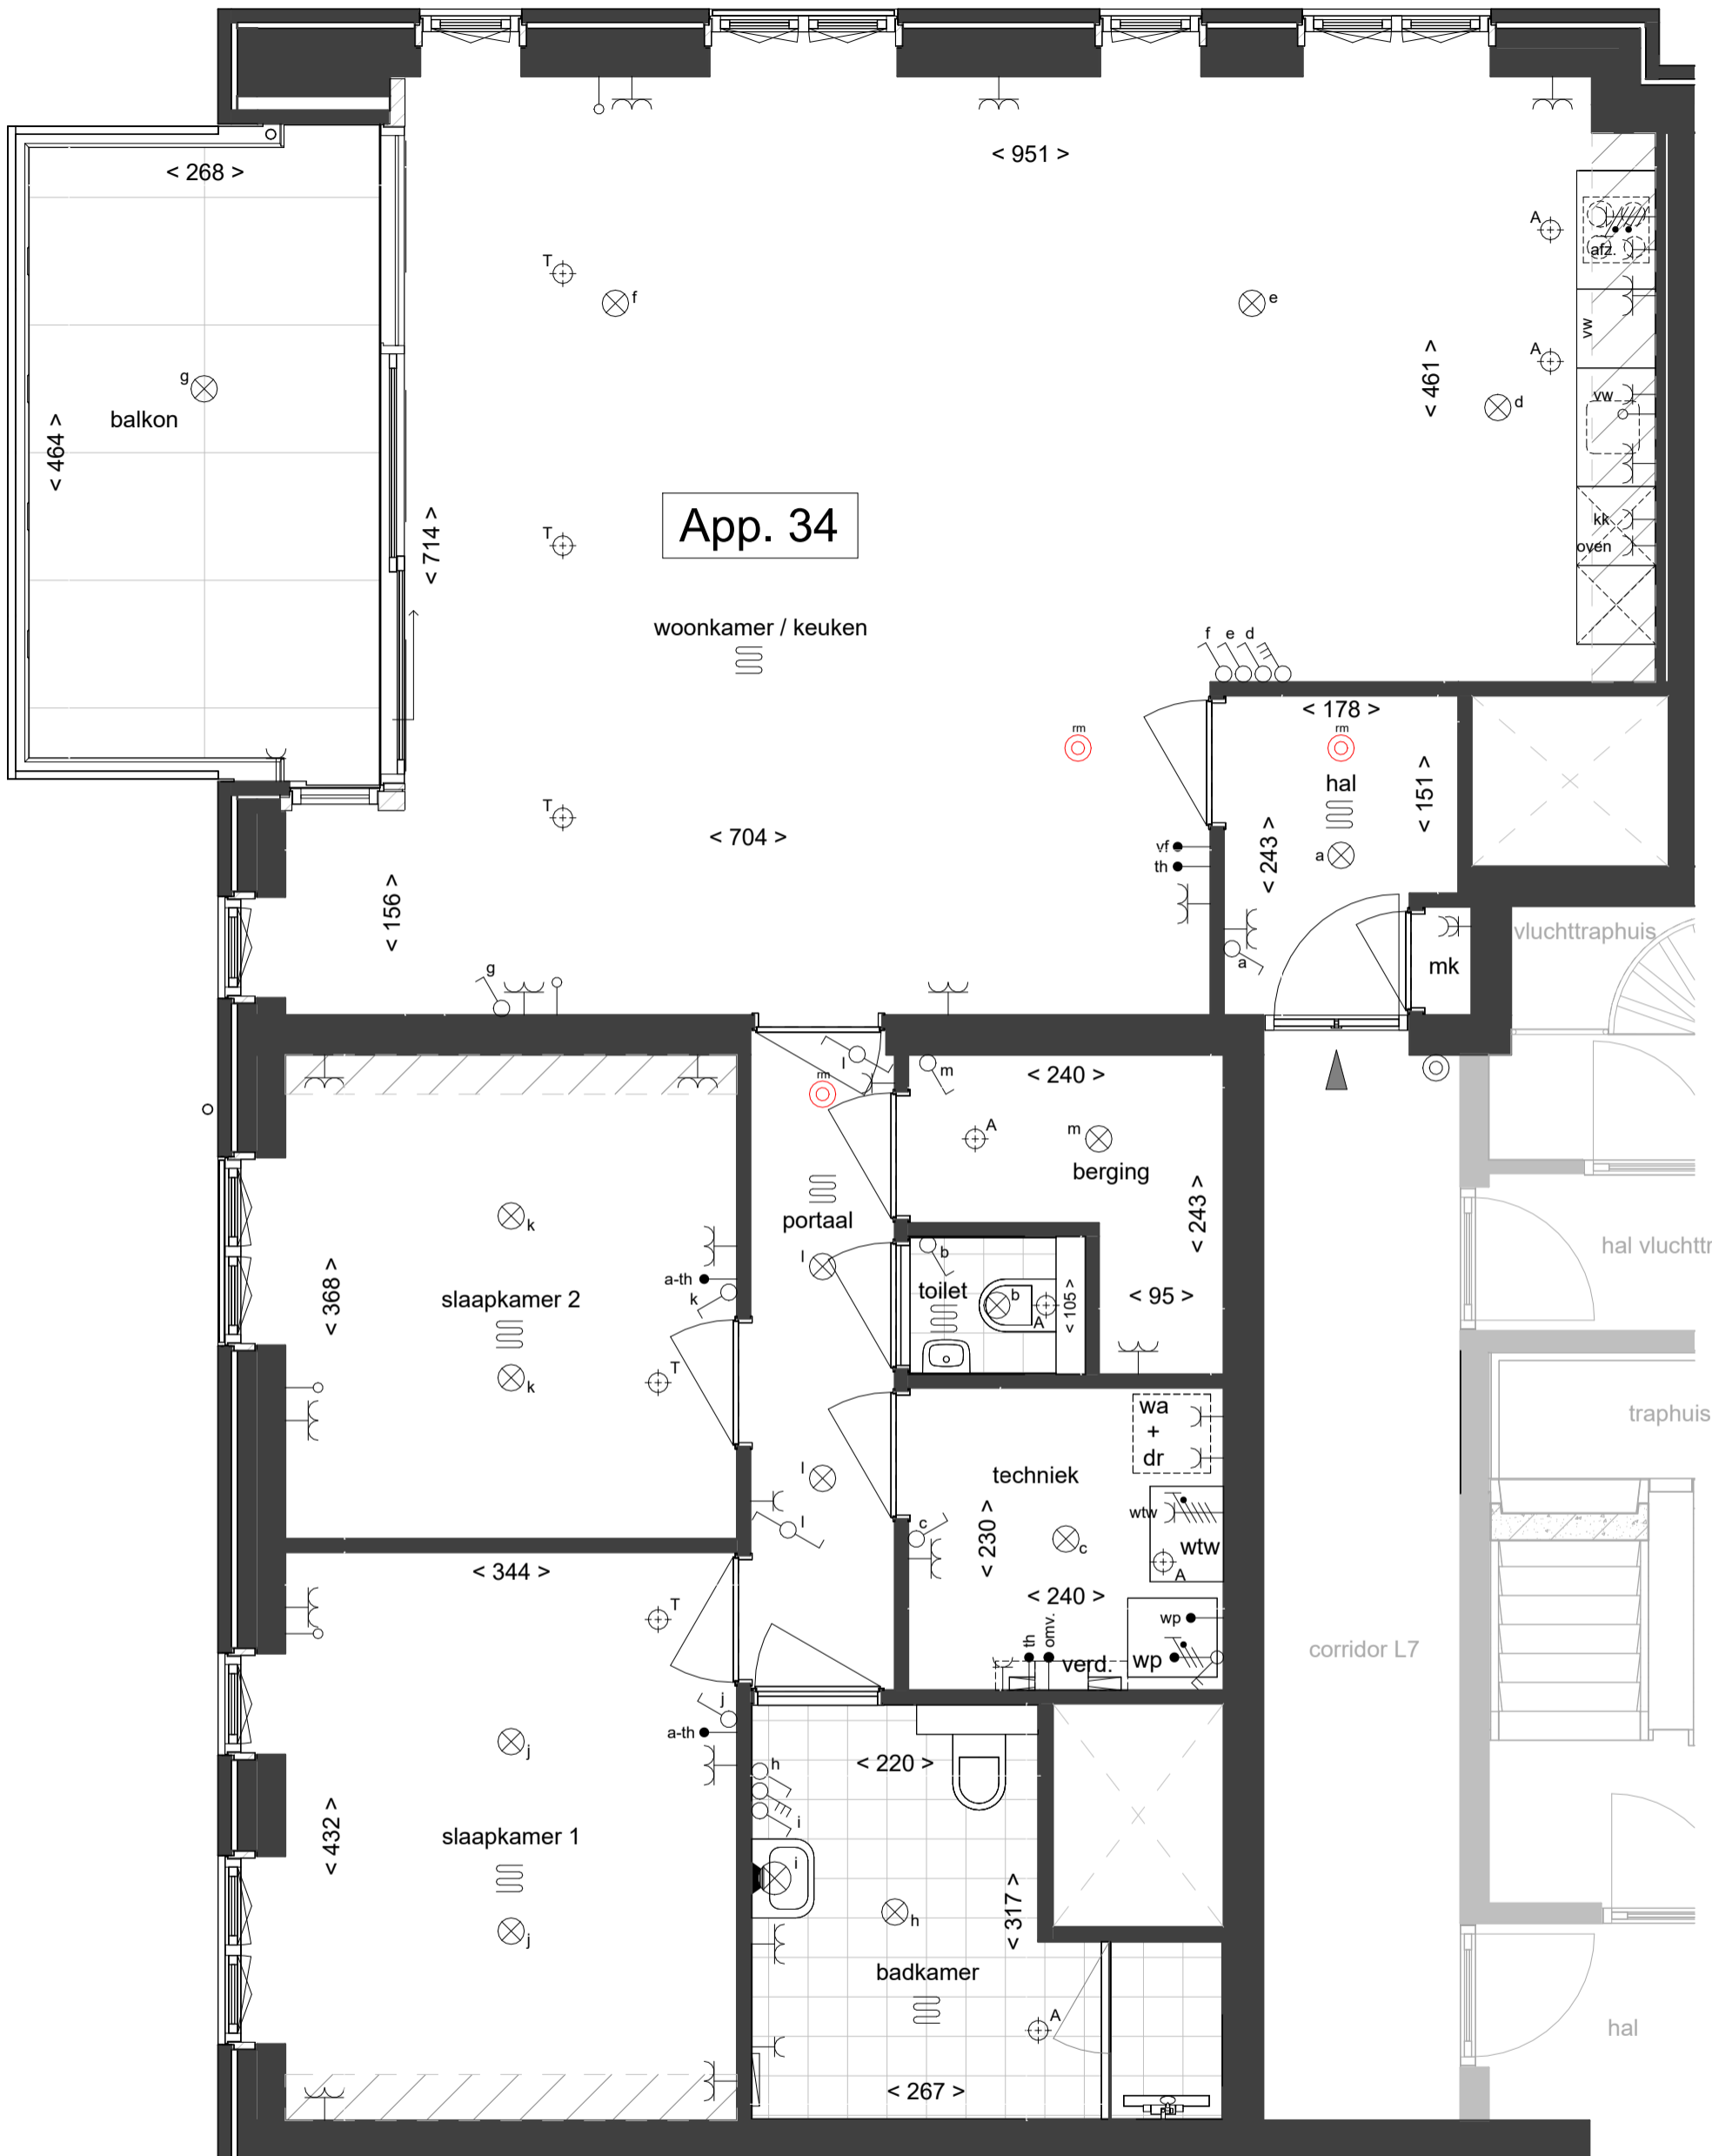 < 268 >
< 951 >
A
afz.
T
f
e
vw
A
< 461 >
vw
d
g
balkon
< 464 >
App. 34
< 714 >
T
kk
oven
woonkamer / keuken
f e d
< 178 >
rm
rm
hal
< 151 >
T
< 704 >
vf
th
< 243 >
a
< 156 >
a
mk
vluchttraphuis
g
l
rm
m
< 240 >
A
m
berging
< 243 >
portaal
k
l
b
toilet
b
A
< 105 >
< 95 >
hal vluchttr
a-th
k
< 368 >
slaapkamer 2
k
T
wa
+
dr
traphuis
l
techniek
l
c
< 230 >
c
wtw
wtw
A
< 344 >
T
< 240 >
wp
th
omv.
verd.
wp
corridor L7
j
a-th
j
< 220 >
h
i
< 432 >
slaapkamer 1
i
h
< 317 >
j
badkamer
A
hal
< 267 >